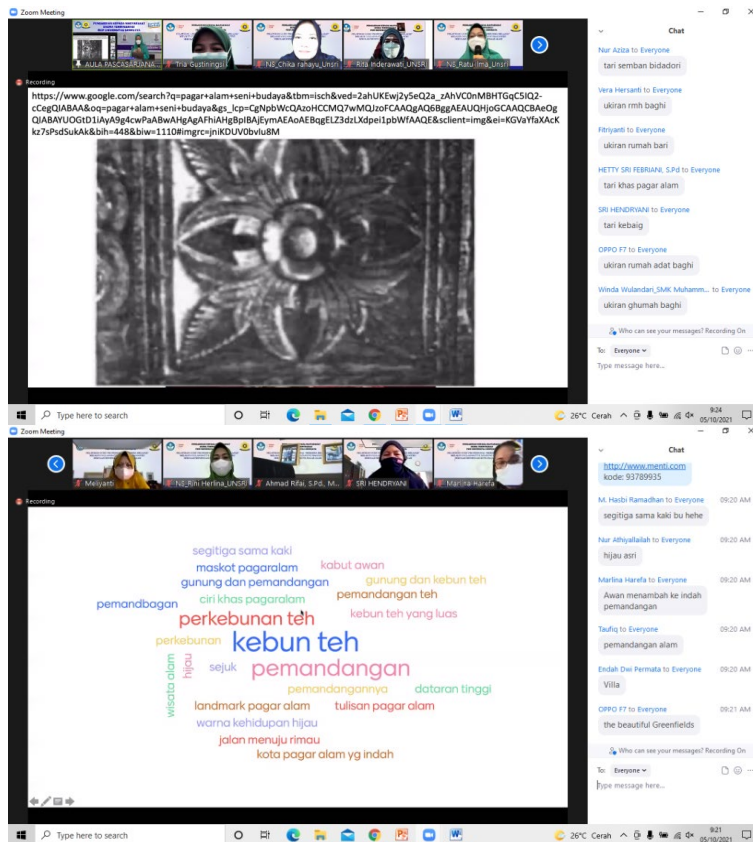 Zoom Meeting
AULA PASCASARJANA...
Tria Gustiningsi
NS_Chika rahayu_Unsri
Rita Inderawati_UNSRI
NS_Ratu Ilma_Unsri
Recording
https://www.google.com/search?q=pagar+alam+seni+budaya&tbm=isch&ved=2ahUKEwj2y5eQ2a_zAhVC0nMBHTGqC5IQ2-
cCegQIABAA&oq=pagar+alam+seni+budaya&gs_lcp=CgNpbWcQAzoHCCMQ7wMQJzoFCAAQgAQ6BggAEAUQHjoGCAAQCBAeOg
QIABAYUOGtD1iAyA9g4cwPaABwAHgAgAFhiAHgBpIBAjEymAEAoAEBqgELZ3dzLXdpei1pbWfAAQE&sclient=img&ei=KGVaYfaXAcK
kz7sPsdSukAk&bih=448&biw=1110#imgrc=jniKDUV0bvIu8M
Chat
Nur Aziza to Everyone
tari semban bidadori
Vera Hersanti to Everyone
ukiran rmh baghi
Fitriyanti to Everyone
ukiran rumah bari
HETTY SRI FEBRIANI, S.Pd to Everyone
tari khas pagar alam
SRI HENDRYANI to Everyone
tari kebaig
OPPO F7 to Everyone
ukiran rumah adat baghi
Winda Wulandari_SMK Muhamm... to Everyone
ukiran ghumah baghi
Who can see your messages? Recording On
To: Everyone
Type message here...
Type here to search
26°C Cerah
9:24
05/10/2021
Zoom Meeting
Meliyanti
NS_Rini Herlina_UNSRI
Ahmad Rifai, S.Pd., M...
SRI HENDRYANI
Marlina Harefa
Recording
segitiga sama kaki
maskot pagaralam
kabut awan
gunung dan pemandangan
gunung dan kebun teh
pemandbagan
ciri khas pagaralam
pemandangan teh
perkebunan teh
kebun teh yang luas
perkebunan
kebun teh
wisata alam
hijau
sejuk
pemandangan
pemandangannya
dataran tinggi
landmark pagar alam
tulisan pagar alam
warna kehidupan hijau
jalan menuju rimau
kota pagar alam yg indah
Chat
http://www.menti.com
kode: 93789935
M. Hasbi Ramadhan to Everyone 09:20 AM
segitiga sama kaki bu hehe
Nur Athiyallailah to Everyone 09:20 AM
hijau asri
Marlina Harefa to Everyone 09:20 AM
Awan menambah ke indah
pemandangan
Taufiq to Everyone 09:20 AM
pemandangan alam
Endah Dwi Permata to Everyone 09:20 AM
Villa
OPPO F7 to Everyone 09:21 AM
the beautiful Greenfields
Who can see your messages? Recording On
To: Everyone
Type message here...
Type here to search
26°C Cerah
9:21
05/10/2021